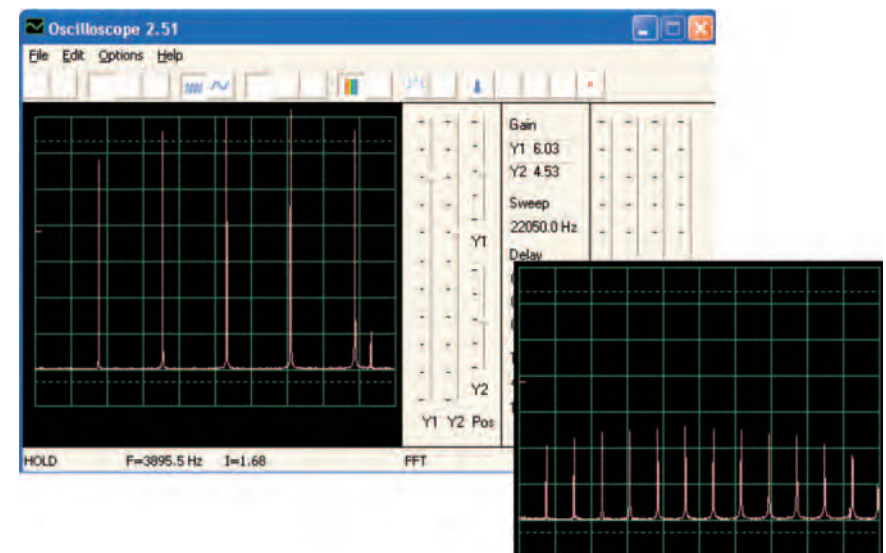 Oscilloscope 2.51
File Edit Options Help
Gain
Y1 6.03
Y2 4.53
Sweep
22050.0 Hz
Delay
Y1
Y2
Y1 Y2 Pos
HOLD F=3895.5 Hz I=1.68 FFT